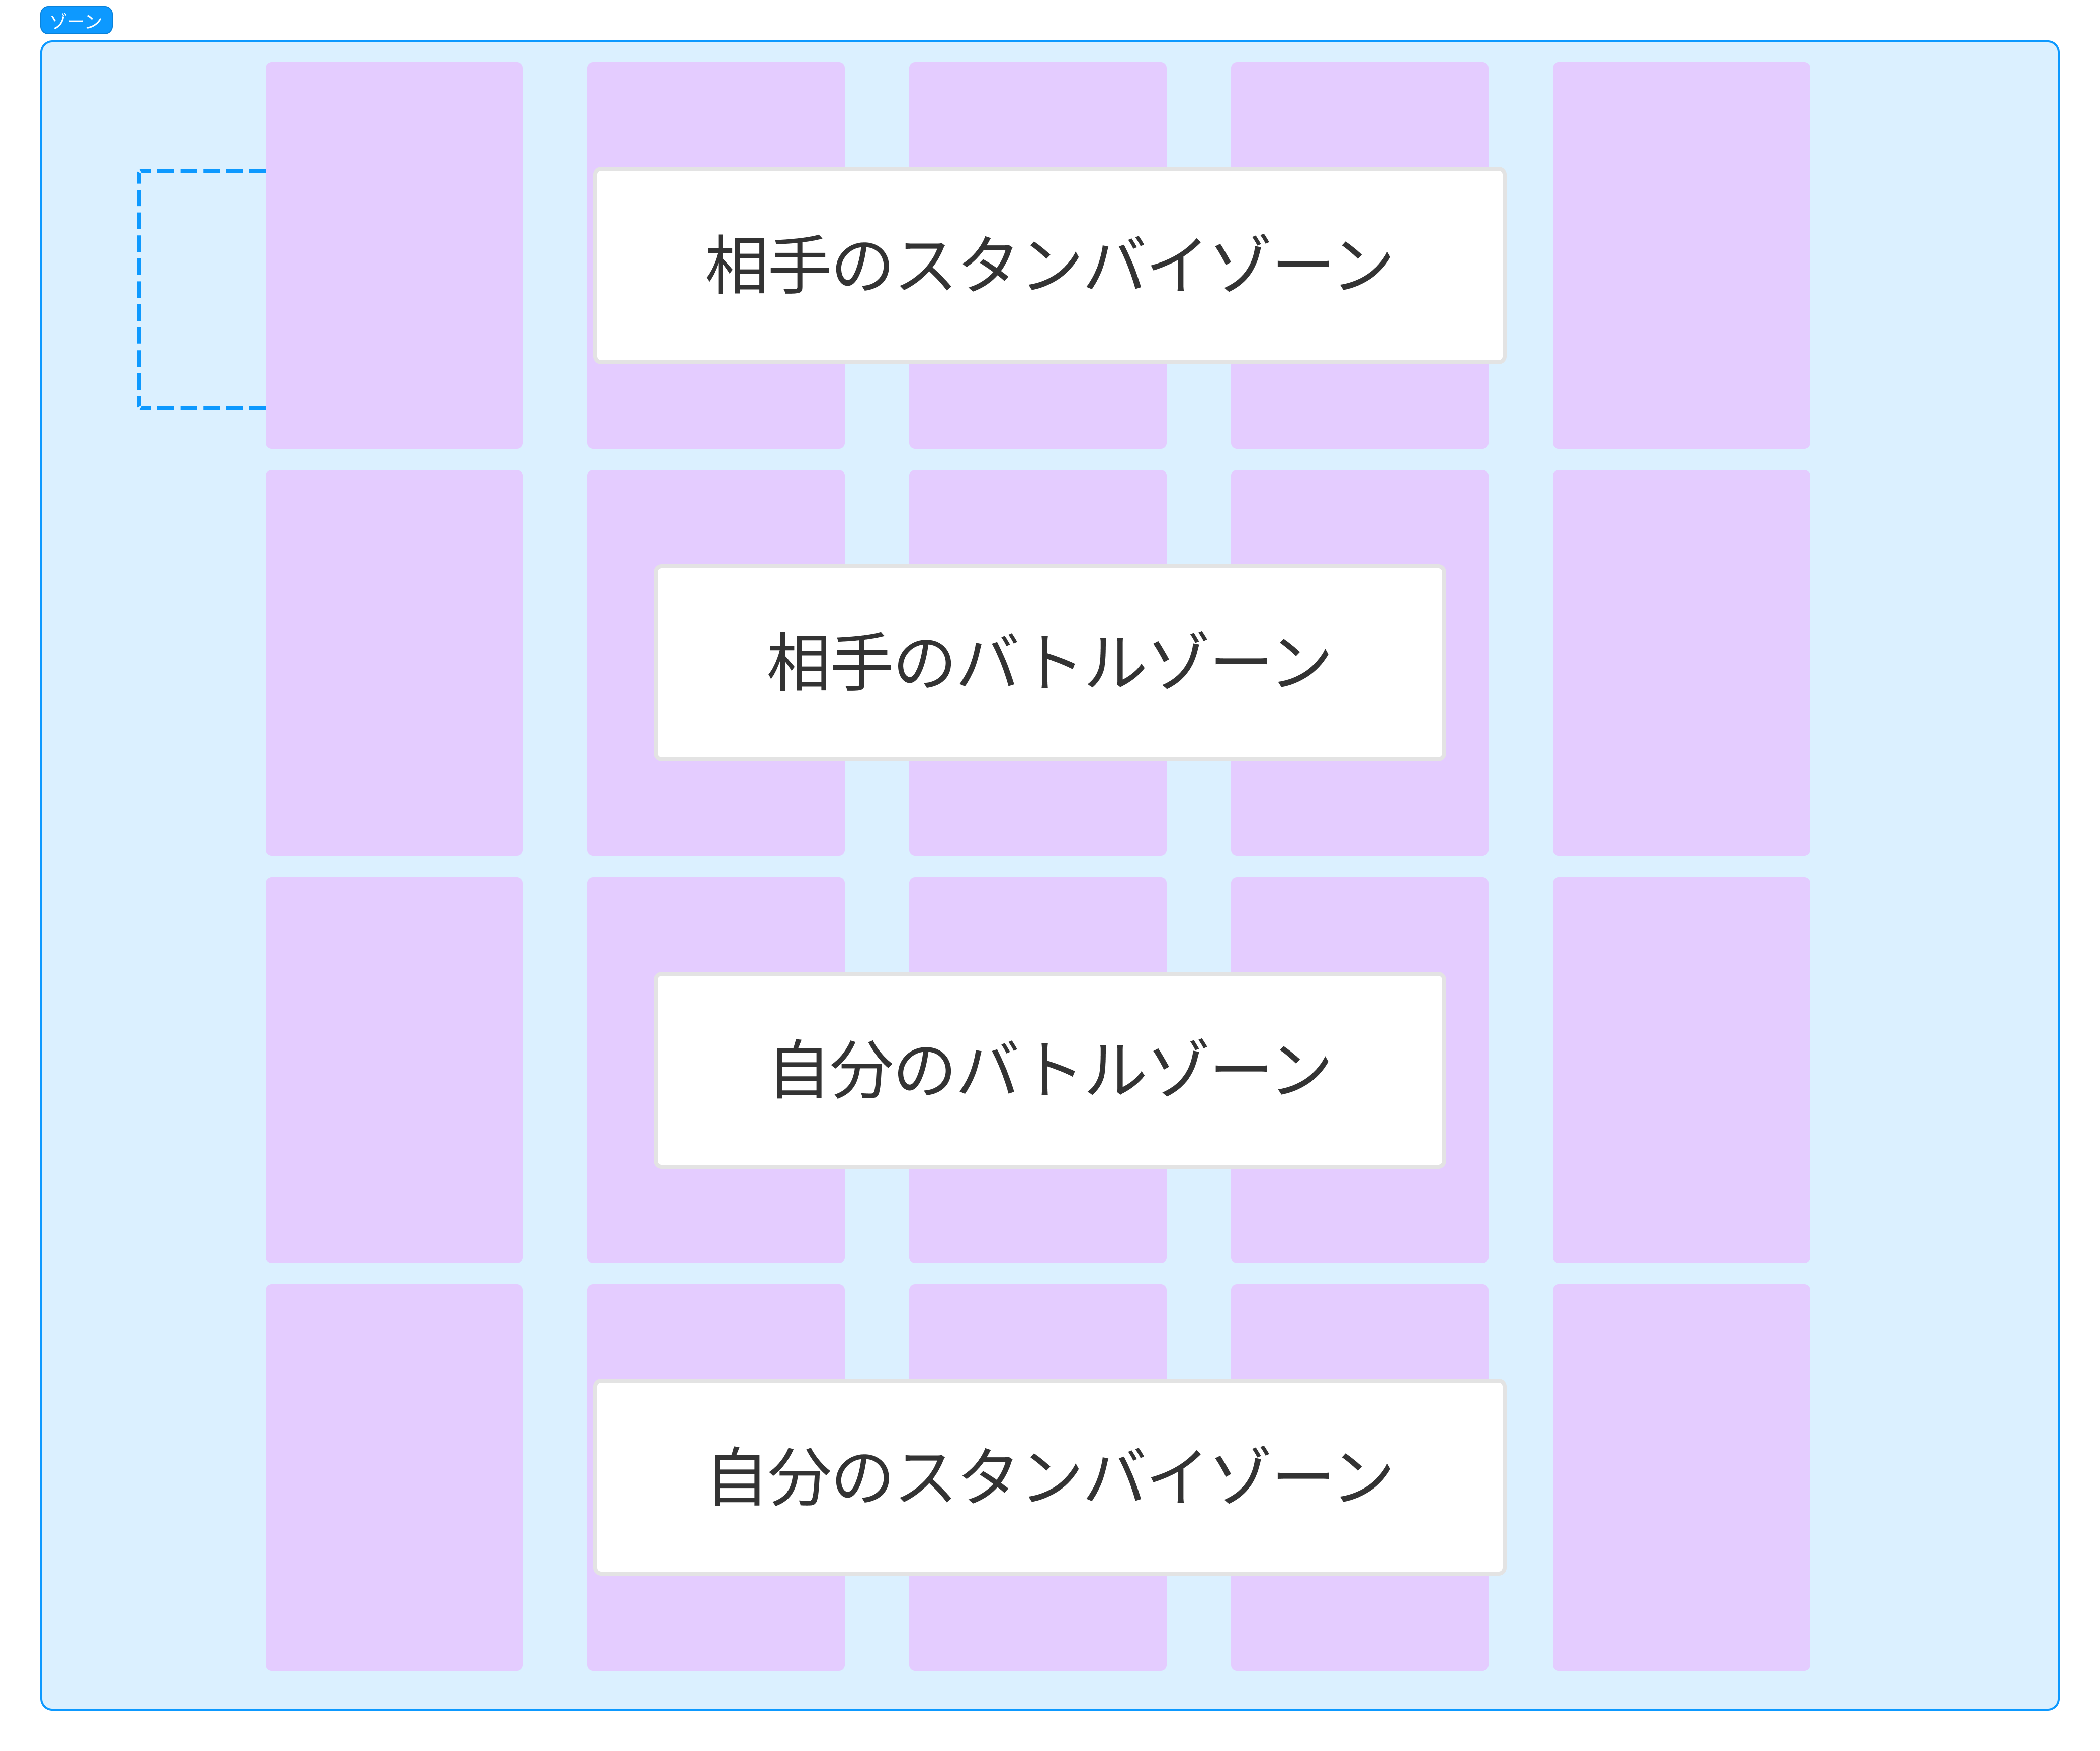 ゾーン
相手のスタンバイゾーン
相手のバトルゾーン
自分のバトルゾーン
自分のスタンバイゾーン